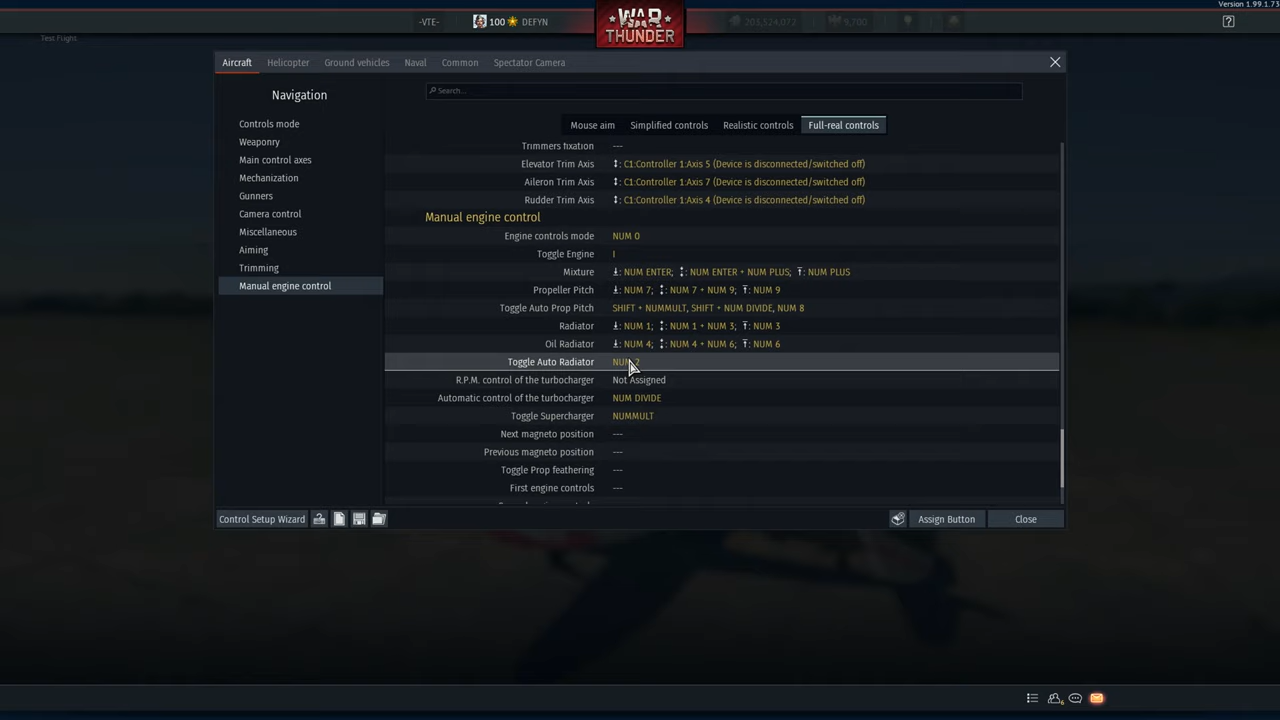 Version 1.99.1.73
-VTE-
100 DEFYN
WAR THUNDER
203,524,072
9,700
Test Flight
Aircraft Helicopter Ground vehicles Naval Common Spectator Camera
Navigation
Search...
Controls mode
Weaponry
Main control axes
Mechanization
Gunners
Camera control
Miscellaneous
Aiming
Trimming
Manual engine control
Mouse aim Simplified controls Realistic controls Full-real controls
Trimmers fixation ---
Elevator Trim Axis : C1:Controller 1:Axis 5 (Device is disconnected/switched off)
Aileron Trim Axis : C1:Controller 1:Axis 7 (Device is disconnected/switched off)
Rudder Trim Axis : C1:Controller 1:Axis 4 (Device is disconnected/switched off)
Manual engine control
Engine controls mode NUM 0
Toggle Engine I
Mixture : NUM ENTER; : NUM ENTER + NUM PLUS; : NUM PLUS
Propeller Pitch : NUM 7; : NUM 7 + NUM 9; : NUM 9
Toggle Auto Prop Pitch SHIFT + NUMMULT, SHIFT + NUM DIVIDE, NUM 8
Radiator : NUM 1; : NUM 1 + NUM 3; : NUM 3
Oil Radiator : NUM 4; : NUM 4 + NUM 6; : NUM 6
Toggle Auto Radiator NUM 2
R.P.M. control of the turbocharger Not Assigned
Automatic control of the turbocharger NUM DIVIDE
Toggle Supercharger NUMMULT
Next magneto position ---
Previous magneto position ---
Toggle Prop feathering ---
First engine controls ---
Control Setup Wizard
Assign Button
Close
6